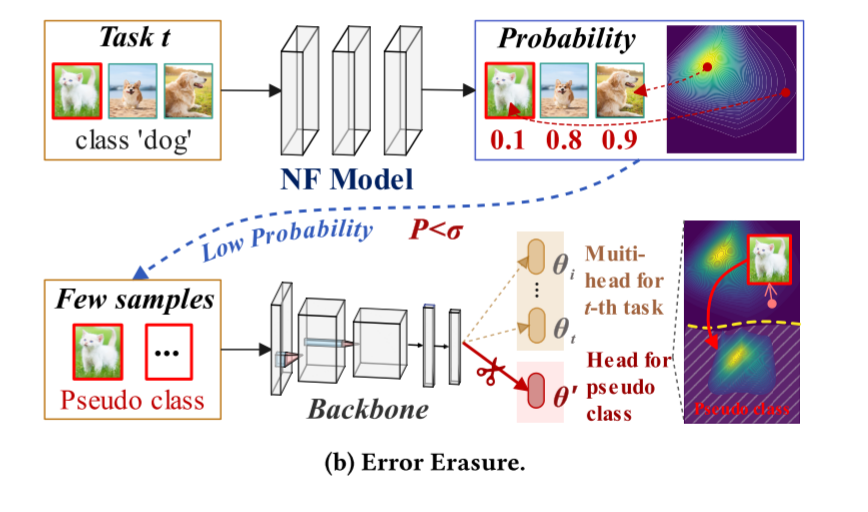 Task t
Probability
class 'dog'
0.1 0.8 0.9
NF Model
Low Probability
P<σ
Few samples
...
Pseudo class
Backbone
θi
⋮
θt
Muiti-
head for
t-th task
θ'
Head for
pseudo
class
Pseudo class
(b) Error Erasure.